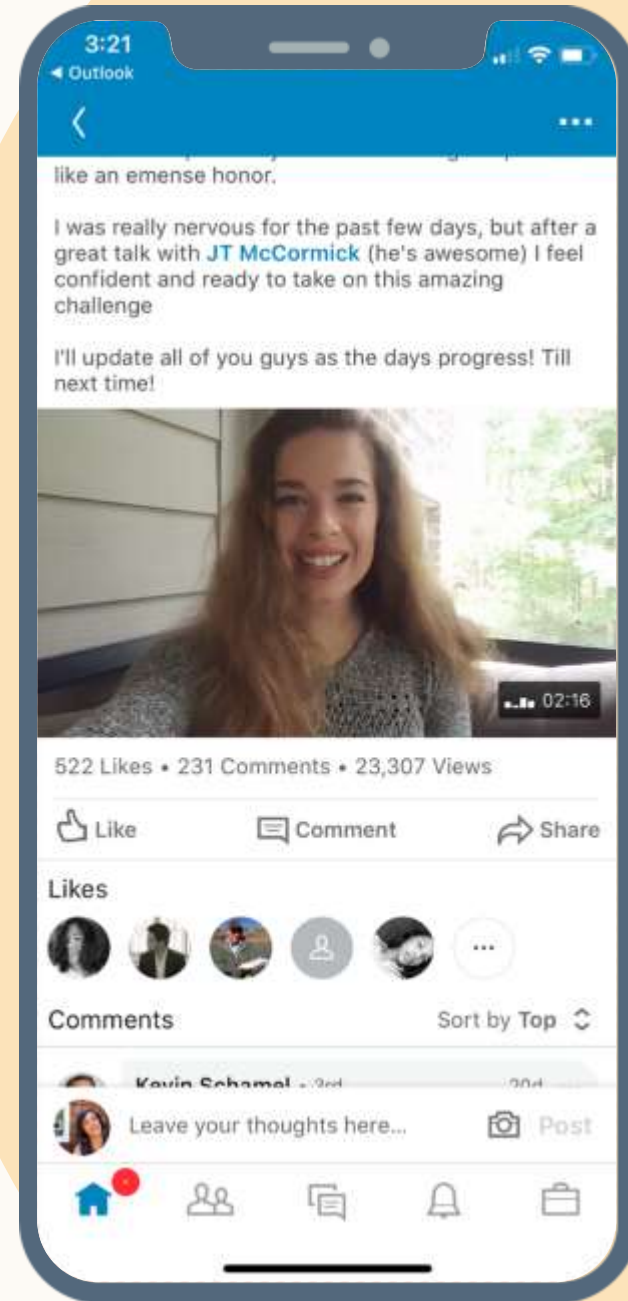 3:21
◀ Outlook
like an emense honor.
I was really nervous for the past few days, but after a
great talk with JT McCormick (he's awesome) I feel
confident and ready to take on this amazing
challenge
I'll update all of you guys as the days progress! Till
next time!
02:16
522 Likes • 231 Comments • 23,307 Views
Like
Comment
Share
Likes
Comments
Sort by Top
Kevin Schamel • 3rd
20d
Leave your thoughts here...
Post